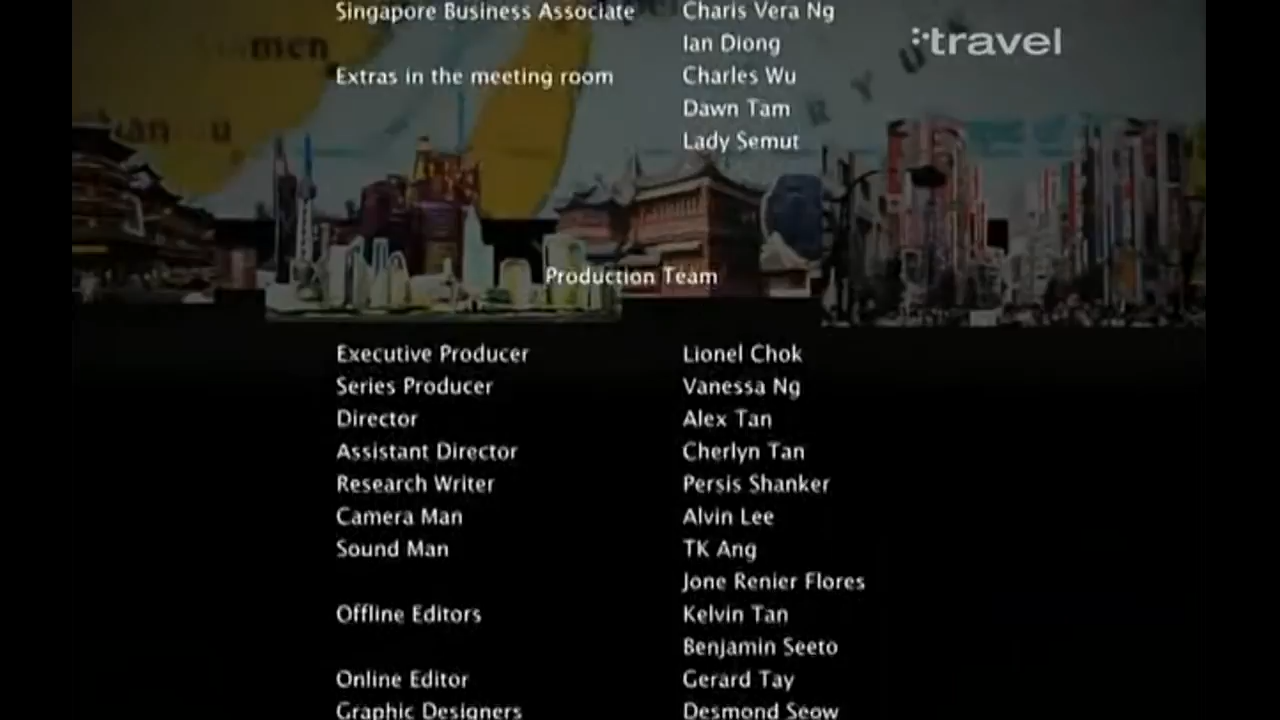 Singapore Business Associate Charis Vera Ng
Ian Diong
Extras in the meeting room Charles Wu
Dawn Tam
Lady Semut
travel
Production Team
Executive Producer Lionel Chok
Series Producer Vanessa Ng
Director Alex Tan
Assistant Director Cherlyn Tan
Research Writer Persis Shanker
Camera Man Alvin Lee
Sound Man TK Ang
Jone Renier Flores
Offline Editors Kelvin Tan
Benjamin Seeto
Online Editor Gerard Tay
Graphic Designers Desmond Seow